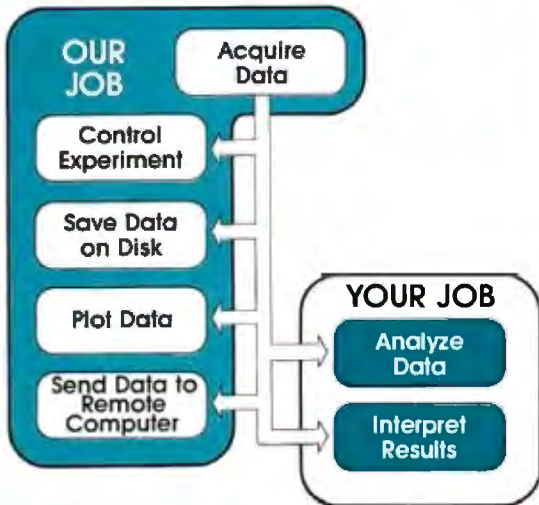 OUR
JOB
Acquire
Data
Control
Experiment
Save Data
on Disk
Plot Data
Send Data to
Remote
Computer
YOUR JOB
Analyze
Data
Interpret
Results